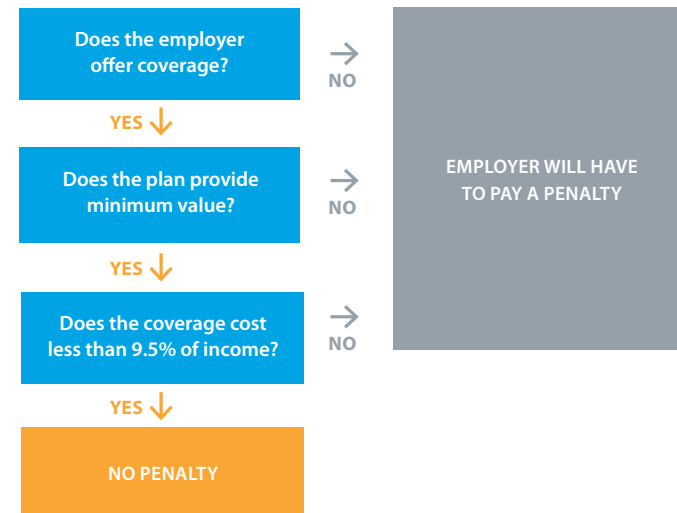 Does the employer
offer coverage?
NO
YES
EMPLOYER WILL HAVE
TO PAY A PENALTY
Does the plan provide
minimum value?
NO
YES
Does the coverage cost
less than 9.5% of income?
NO
YES
NO PENALTY